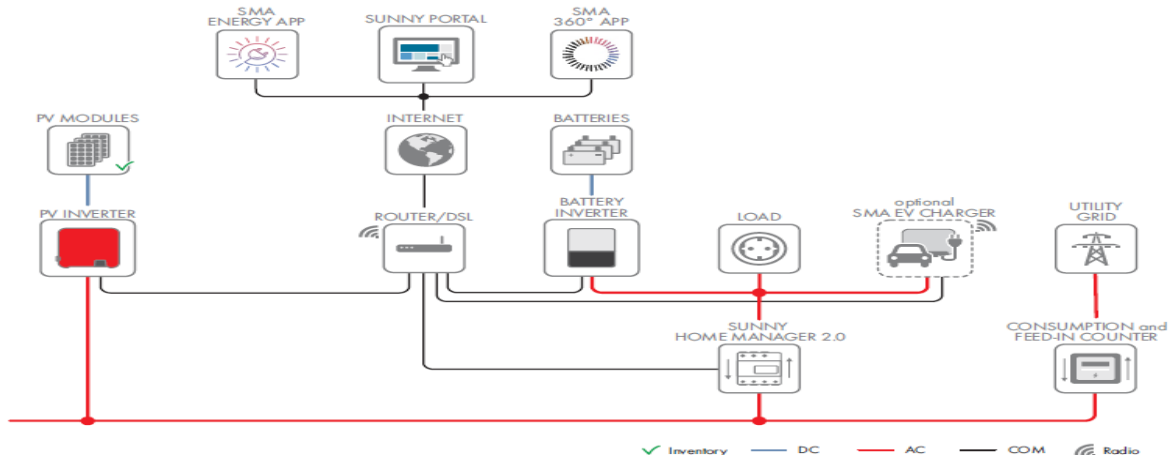 SMA
ENERGY APP
SUNNY PORTAL
SMA
360° APP
PV MODULES
INTERNET
BATTERIES
PV INVERTER
ROUTER/DSL
BATTERY
INVERTER
LOAD
optional
SMA EV CHARGER
UTILITY
GRID
SUNNY
HOME MANAGER 2.0
CONSUMPTION and
FEED-IN COUNTER
Inventory
DC
AC
COM
Radio